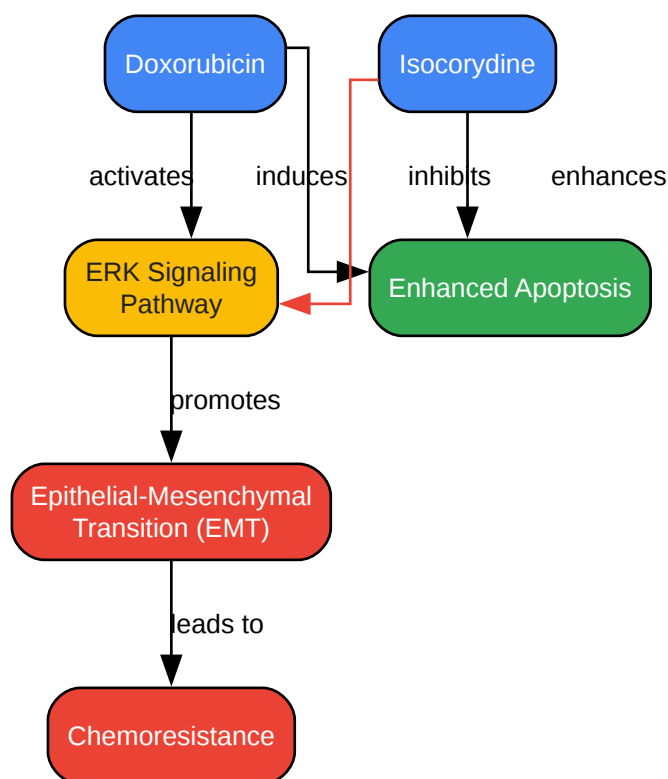 Doxorubicin
Isocorydine
activates
induces
inhibits
enhances
ERK Signaling
Pathway
Enhanced Apoptosis
promotes
Epithelial-Mesenchymal
Transition (EMT)
leads to
Chemoresistance